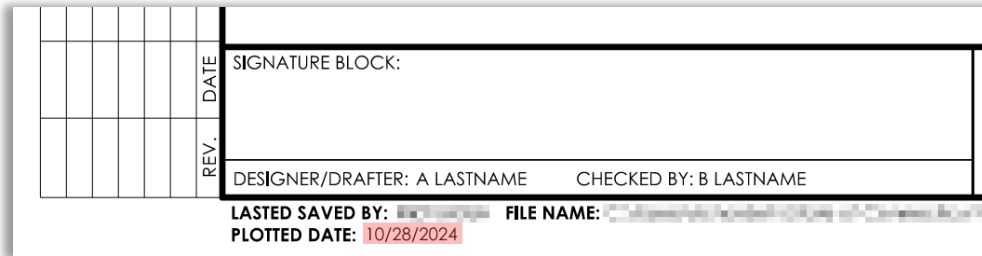 DATE
REV.
SIGNATURE BLOCK:
DESIGNER/DRAFTER: A LASTNAME CHECKED BY: B LASTNAME
LASTED SAVED BY: FILE NAME:
PLOTTED DATE: 10/28/2024